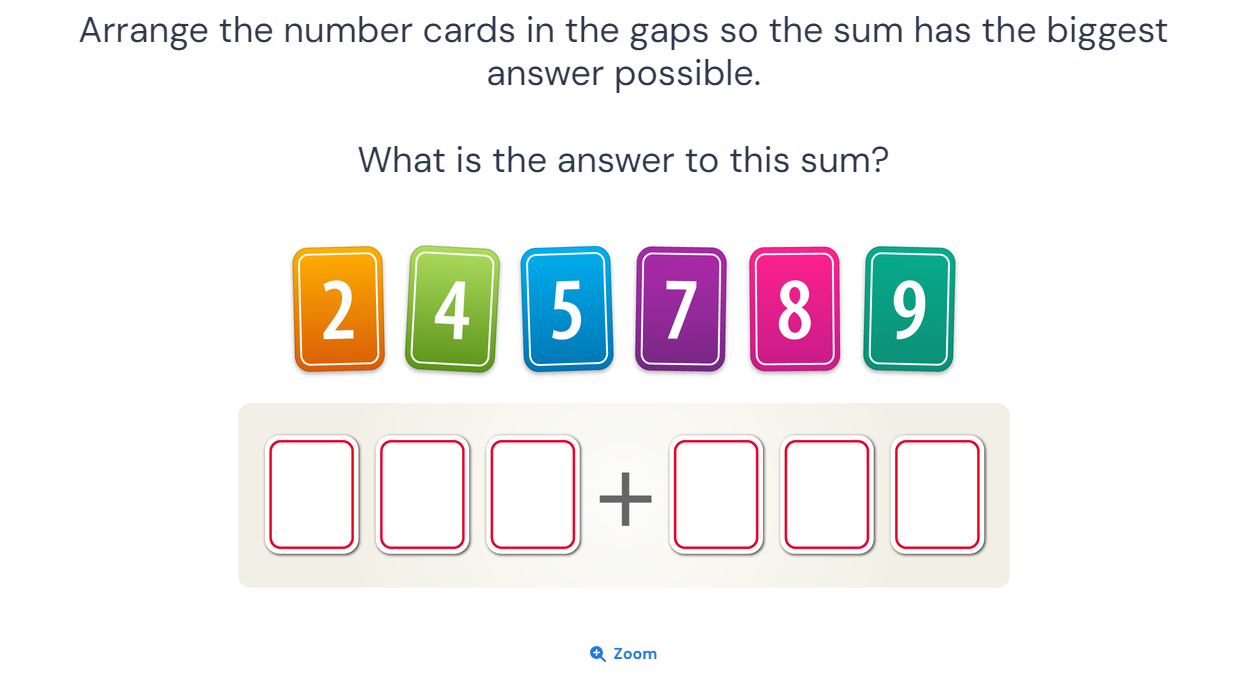 Arrange the number cards in the gaps so the sum has the biggest
answer possible.
What is the answer to this sum?
2 4 5 7 8 9
+
Zoom